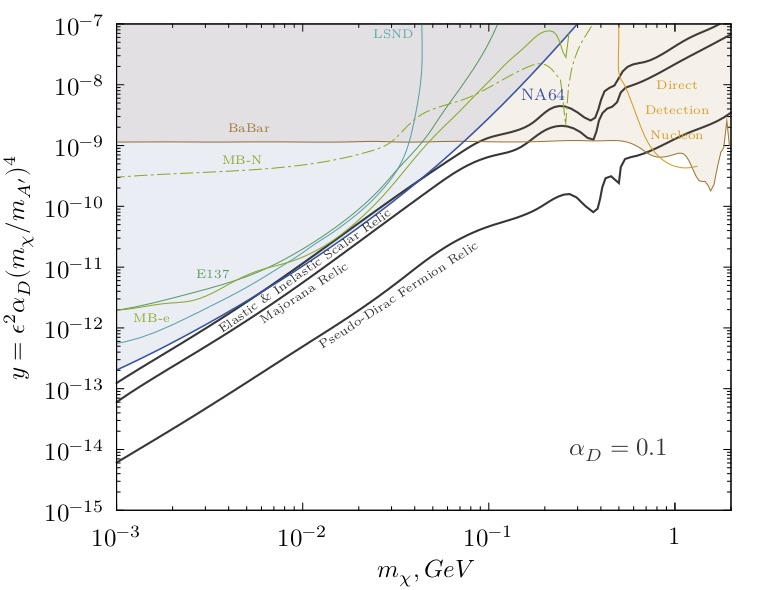 10⁻⁷
LSND
10⁻⁸
Direct
NA64
Detection
BaBar
Nucleon
10⁻⁹
MB-N
10⁻¹⁰
E137
10⁻¹¹
Elastic & Inelastic Scalar Relic
Majorana Relic
Pseudo-Dirac Fermion Relic
MB-e
10⁻¹²
10⁻¹³
10⁻¹⁴
α_D = 0.1
10⁻¹⁵
y = ϵ²α_D(m_χ/m_A′)⁴
10⁻³
10⁻²
10⁻¹
1
m_χ, GeV